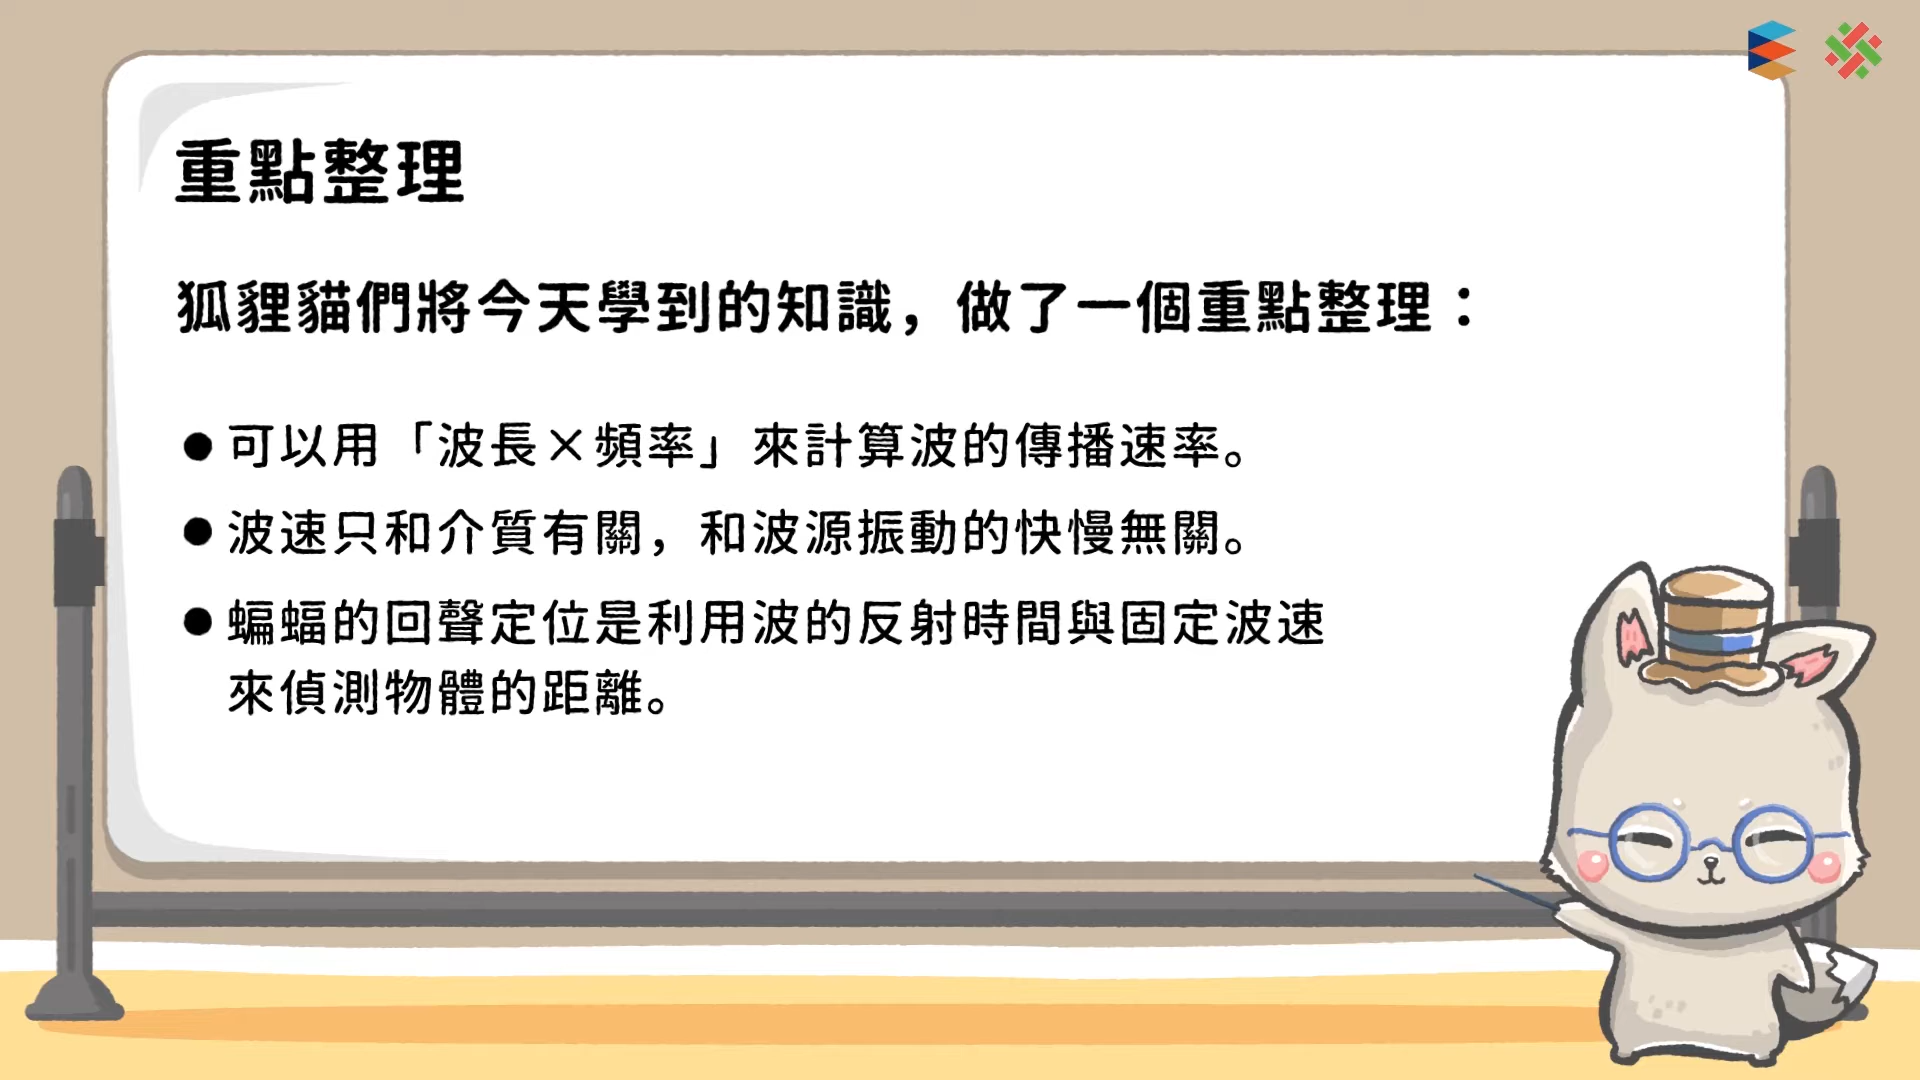 重點整理
狐狸貓們將今天學到的知識，做了一個重點整理：
●可以用「波長×頻率」來計算波的傳播速率。
●波速只和介質有關，和波源振動的快慢無關。
●蝙蝠的回聲定位是利用波的反射時間與固定波速
來偵測物體的距離。